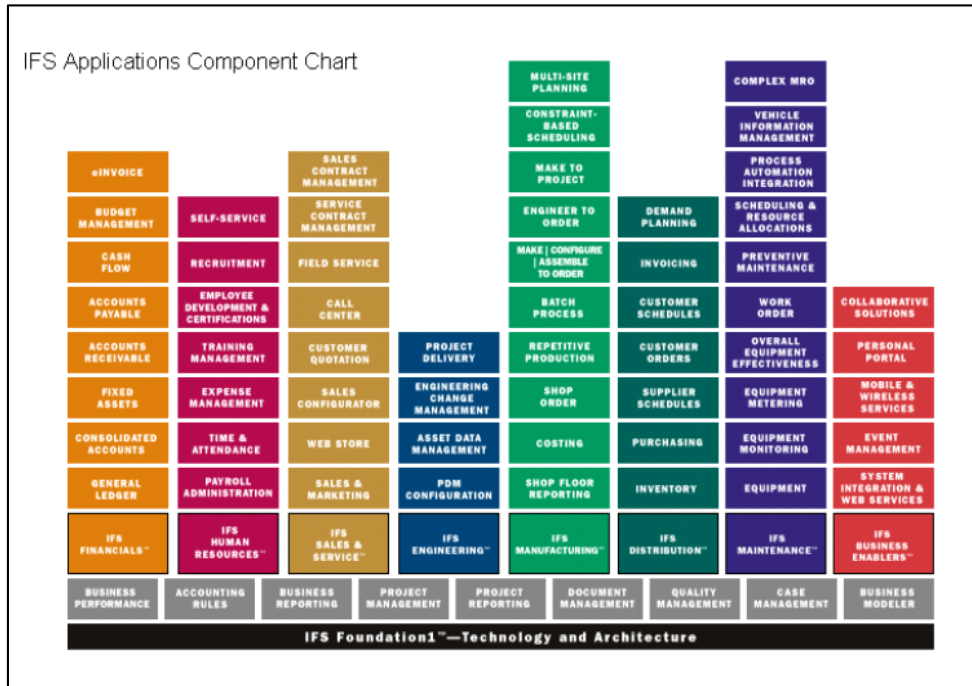 IFS Applications Component Chart
MULTI-SITE
PLANNING
COMPLEX MRO
CONSTRAINT-
BASED
SCHEDULING
VEHICLE
INFORMATION
MANAGEMENT
eINVOICE
SALES
CONTRACT
MANAGEMENT
MAKE TO
PROJECT
PROCESS
AUTOMATION
INTEGRATION
BUDGET
MANAGEMENT
SELF-SERVICE
SERVICE
CONTRACT
MANAGEMENT
ENGINEER TO
ORDER
DEMAND
PLANNING
SCHEDULING &
RESOURCE
ALLOCATIONS
CASH
FLOW
RECRUITMENT
FIELD SERVICE
MAKE | CONFIGURE
| ASSEMBLE
TO ORDER
INVOICING
PREVENTIVE
MAINTENANCE
ACCOUNTS
PAYABLE
EMPLOYEE
DEVELOPMENT &
CERTIFICATIONS
CALL
CENTER
BATCH
PROCESS
CUSTOMER
SCHEDULES
WORK
ORDER
COLLABORATIVE
SOLUTIONS
ACCOUNTS
RECEIVABLE
TRAINING
MANAGEMENT
CUSTOMER
QUOTATION
PROJECT
DELIVERY
REPETITIVE
PRODUCTION
CUSTOMER
ORDERS
OVERALL
EQUIPMENT
EFFECTIVENESS
PERSONAL
PORTAL
FIXED
ASSETS
EXPENSE
MANAGEMENT
SALES
CONFIGURATOR
ENGINEERING
CHANGE
MANAGEMENT
SHOP
ORDER
SUPPLIER
SCHEDULES
EQUIPMENT
METERING
MOBILE &
WIRELESS
SERVICES
CONSOLIDATED
ACCOUNTS
TIME &
ATTENDANCE
WEB STORE
ASSET DATA
MANAGEMENT
COSTING
PURCHASING
EQUIPMENT
MONITORING
EVENT
MANAGEMENT
GENERAL
LEDGER
PAYROLL
ADMINISTRATION
SALES &
MARKETING
PDM
CONFIGURATION
SHOP FLOOR
REPORTING
INVENTORY
EQUIPMENT
SYSTEM
INTEGRATION &
WEB SERVICES
IFS
FINANCIALS™
IFS
HUMAN
RESOURCES™
IFS
SALES &
SERVICE™
IFS
ENGINEERING™
IFS
MANUFACTURING™
IFS
DISTRIBUTION™
IFS
MAINTENANCE™
IFS
BUSINESS
ENABLERS™
BUSINESS
PERFORMANCE
ACCOUNTING
RULES
BUSINESS
REPORTING
PROJECT
MANAGEMENT
PROJECT
REPORTING
DOCUMENT
MANAGEMENT
QUALITY
MANAGEMENT
CASE
MANAGEMENT
BUSINESS
MODELER
IFS Foundation1™—Technology and Architecture